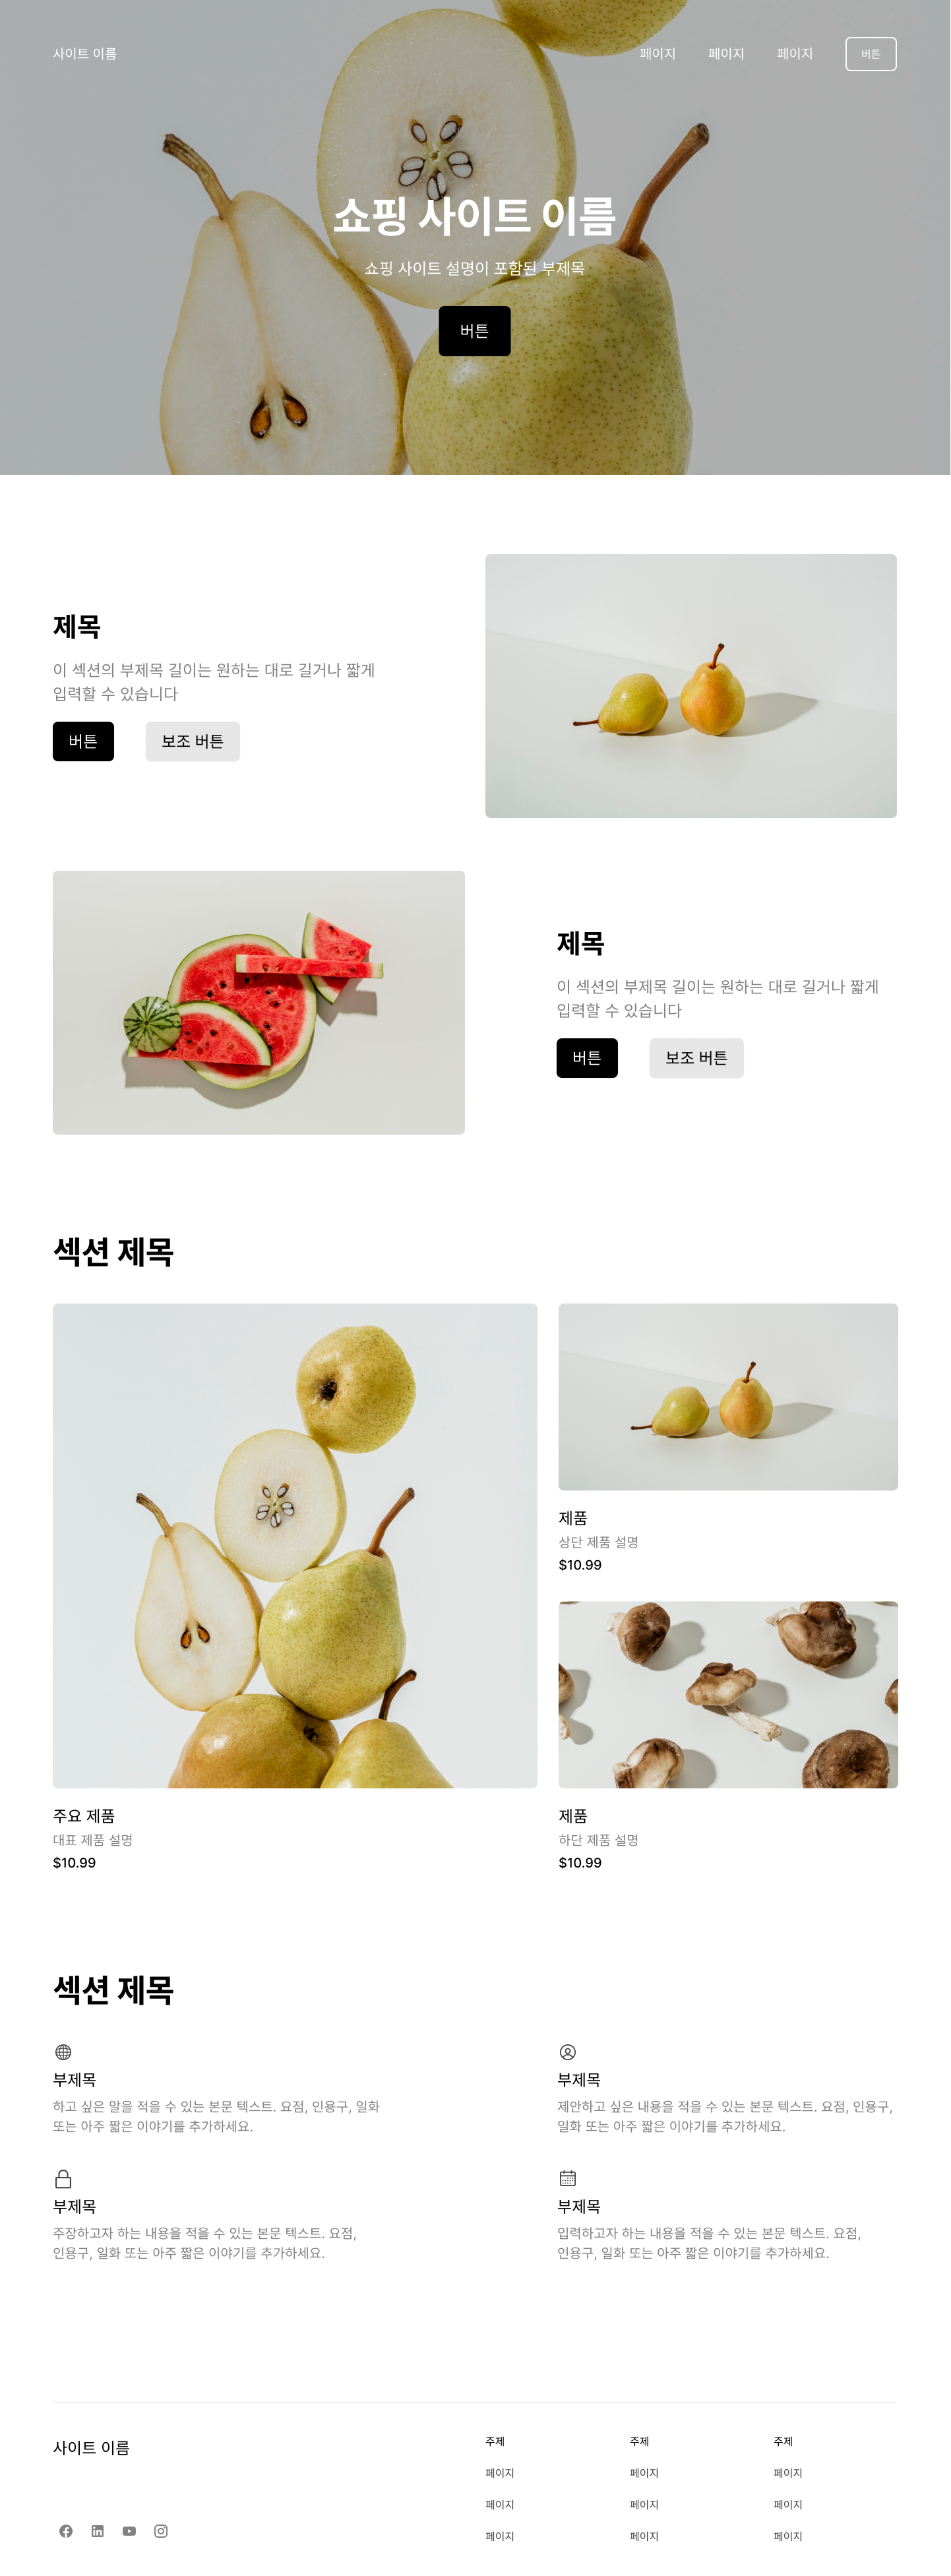 사이트 이름
페이지
페이지
페이지
버튼
쇼핑 사이트 이름
쇼핑 사이트 설명이 포함된 부제목
버튼
제목
이 섹션의 부제목 길이는 원하는 대로 길거나 짧게
입력할 수 있습니다
버튼
보조 버튼
제목
이 섹션의 부제목 길이는 원하는 대로 길거나 짧게
입력할 수 있습니다
버튼
보조 버튼
섹션 제목
주요 제품
대표 제품 설명
$10.99
제품
상단 제품 설명
$10.99
제품
하단 제품 설명
$10.99
섹션 제목
부제목
하고 싶은 말을 적을 수 있는 본문 텍스트. 요점, 인용구, 일화
또는 아주 짧은 이야기를 추가하세요.
부제목
제안하고 싶은 내용을 적을 수 있는 본문 텍스트. 요점, 인용구,
일화 또는 아주 짧은 이야기를 추가하세요.
부제목
주장하고자 하는 내용을 적을 수 있는 본문 텍스트. 요점,
인용구, 일화 또는 아주 짧은 이야기를 추가하세요.
부제목
입력하고자 하는 내용을 적을 수 있는 본문 텍스트. 요점,
인용구, 일화 또는 아주 짧은 이야기를 추가하세요.
사이트 이름
주제
페이지
페이지
페이지
주제
페이지
페이지
페이지
주제
페이지
페이지
페이지